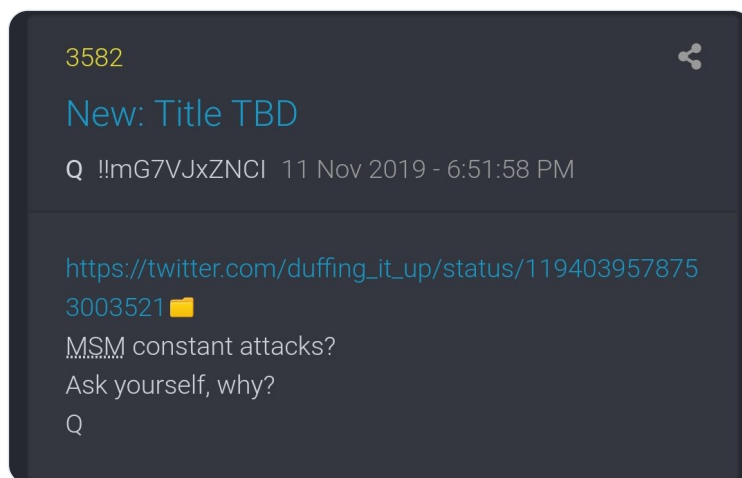 3582
New: Title TBD
Q !!mG7VJxZNCI 11 Nov 2019 - 6:51:58 PM
https://twitter.com/duffing_it_up/status/119403957875
3003521
MSM constant attacks?
Ask yourself, why?
Q